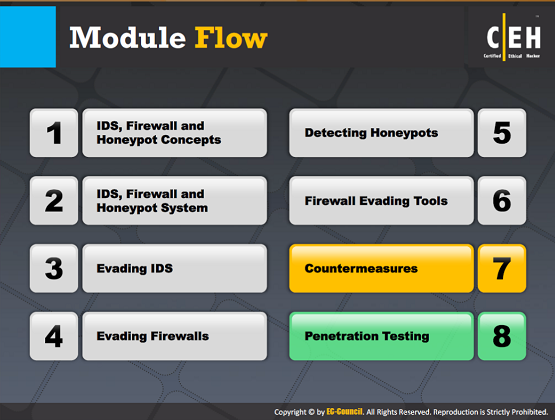 Module Flow
C|EH
Certified Ethical Hacker
1
IDS, Firewall and
Honeypot Concepts
2
IDS, Firewall and
Honeypot System
3
Evading IDS
4
Evading Firewalls
Detecting Honeypots
5
Firewall Evading Tools
6
Countermeasures
7
Penetration Testing
8
Copyright © by EC-Council. All Rights Reserved. Reproduction is Strictly Prohibited.